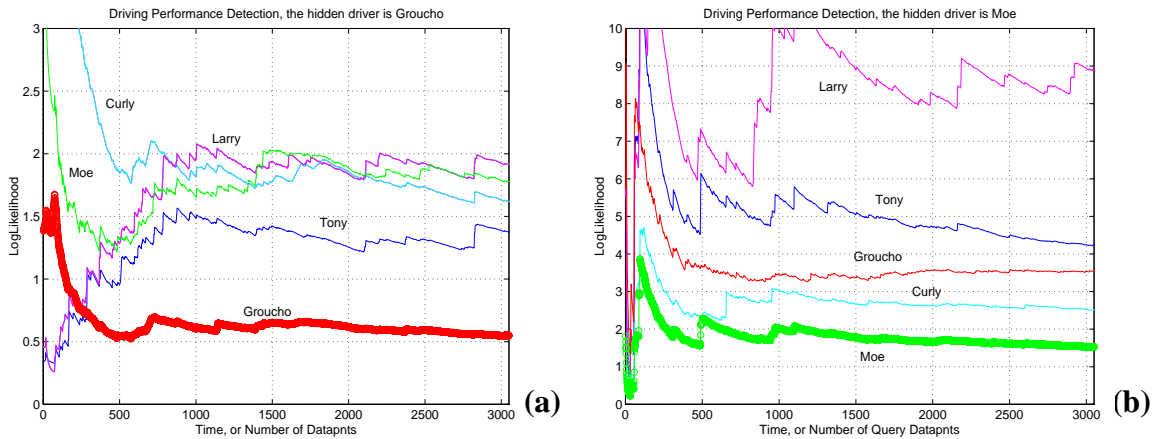 Driving Performance Detection, the hidden driver is Groucho
LogLikelihood
3
2.5
2
1.5
1
0.5
0
Curly
Larry
Moe
Tony
Groucho
0 500 1000 1500 2000 2500 3000
Time, or Number of Datapnts
(a)
Driving Performance Detection, the hidden driver is Moe
LogLikelihood
10
9
8
7
6
5
4
3
2
1
0
Larry
Tony
Groucho
Curly
Moe
0 500 1000 1500 2000 2500 3000
Time, or Number of Query Datapnts
(b)